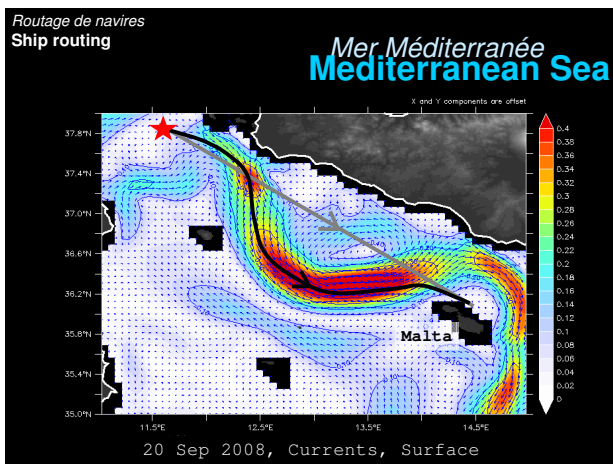 Routage de navires
Ship routing
Mer Méditerranée
Mediterranean Sea
X and Y components are offset
37.8°N
37.4°N
37.0°N
36.6°N
36.2°N
35.8°N
35.4°N
35.0°N
11.5°E
12.5°E
13.5°E
14.5°E
0.4
0.38
0.36
0.34
0.32
0.3
0.28
0.26
0.24
0.22
0.2
0.18
0.16
0.14
0.12
0.1
0.08
0.06
0.04
0.02
0
Malta
20 Sep 2008, Currents, Surface